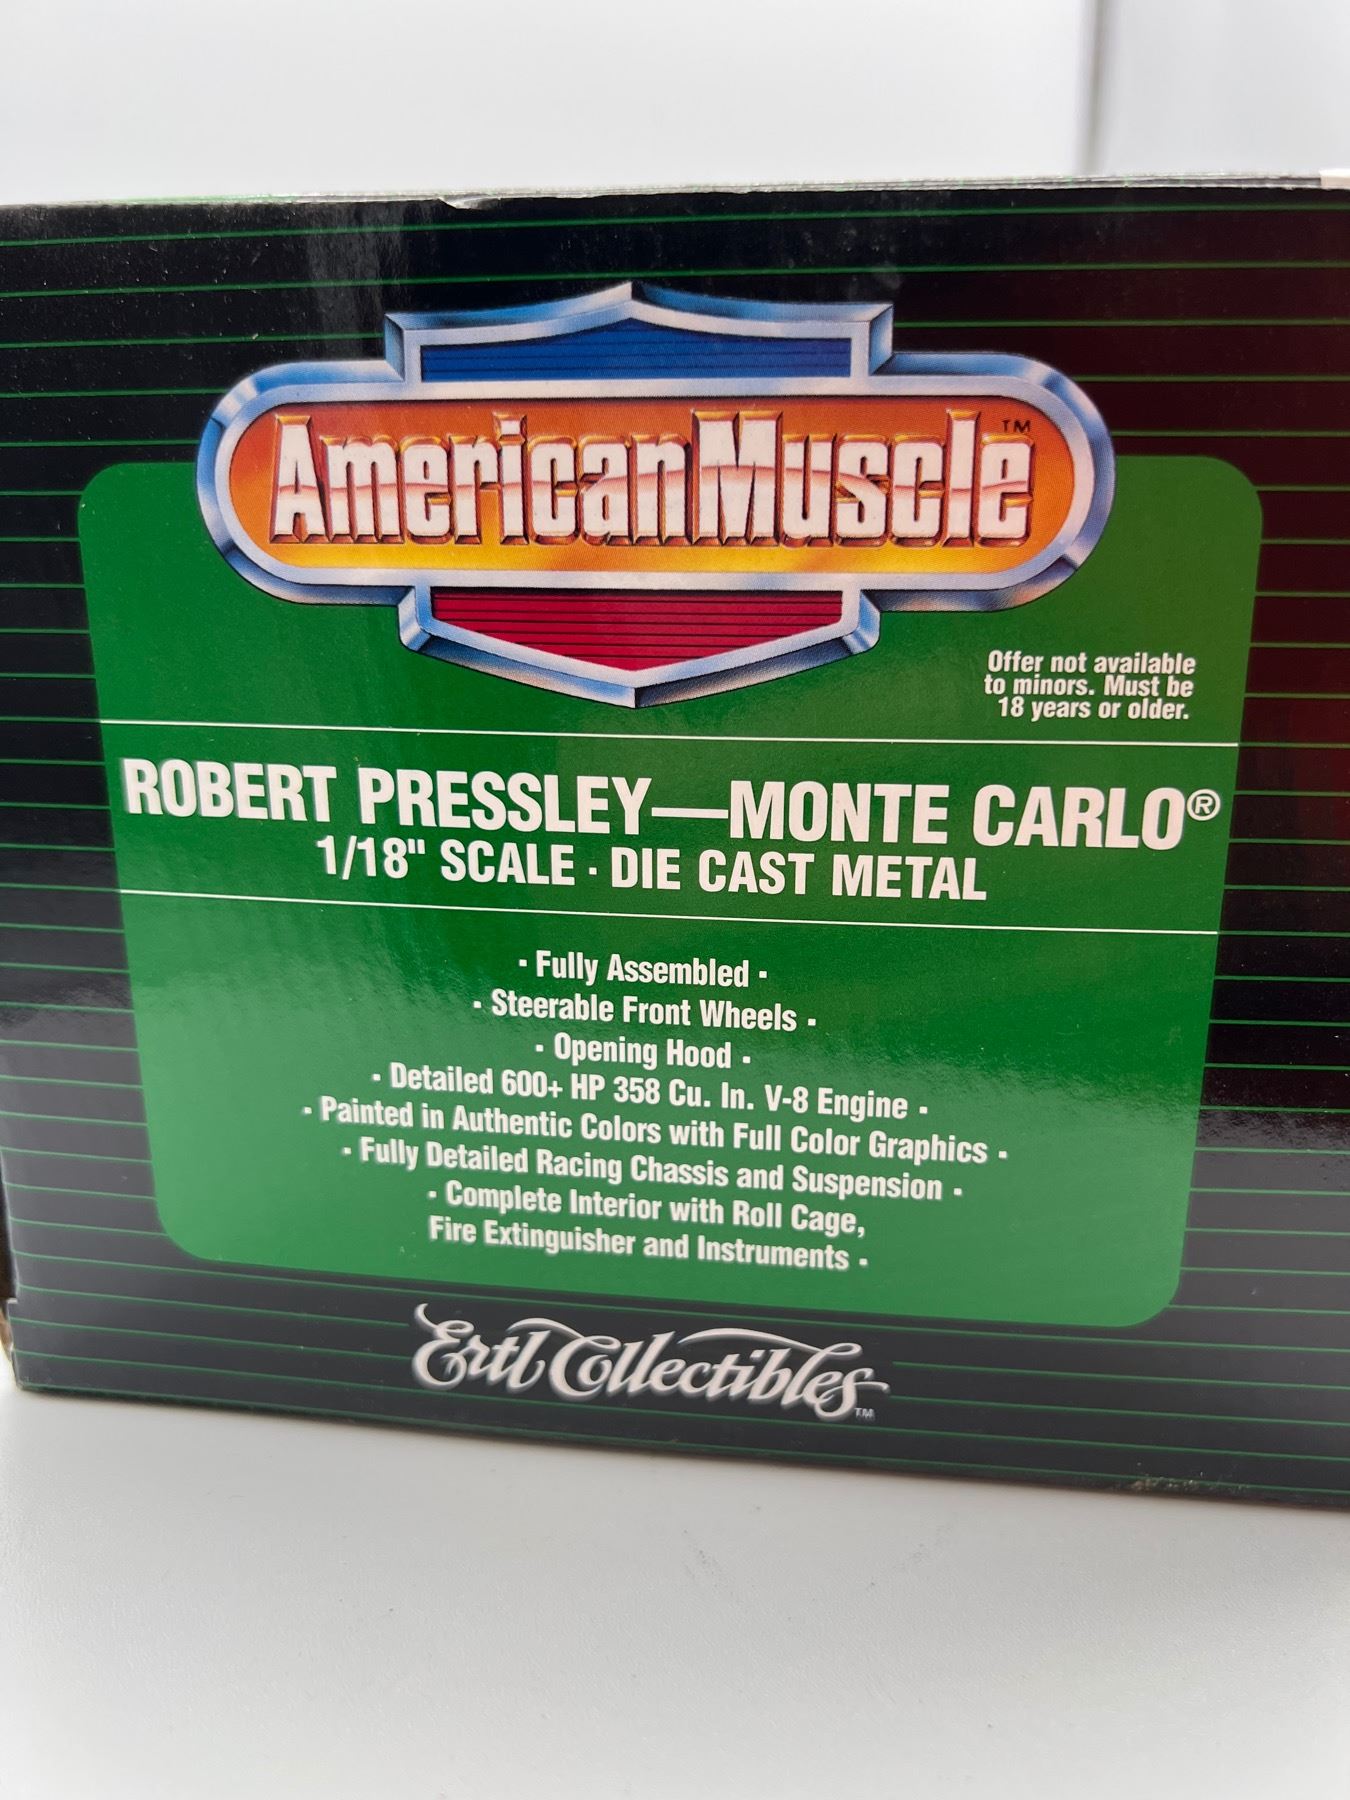 AmericanMuscle™
Offer not available
to minors. Must be
18 years or older.
ROBERT PRESSLEY—MONTE CARLO®
1/18" SCALE · DIE CAST METAL
· Fully Assembled ·
· Steerable Front Wheels ·
· Opening Hood ·
· Detailed 600+ HP 358 Cu. In. V-8 Engine ·
· Painted in Authentic Colors with Full Color Graphics ·
· Fully Detailed Racing Chassis and Suspension ·
· Complete Interior with Roll Cage,
Fire Extinguisher and Instruments ·
Ertl Collectibles™